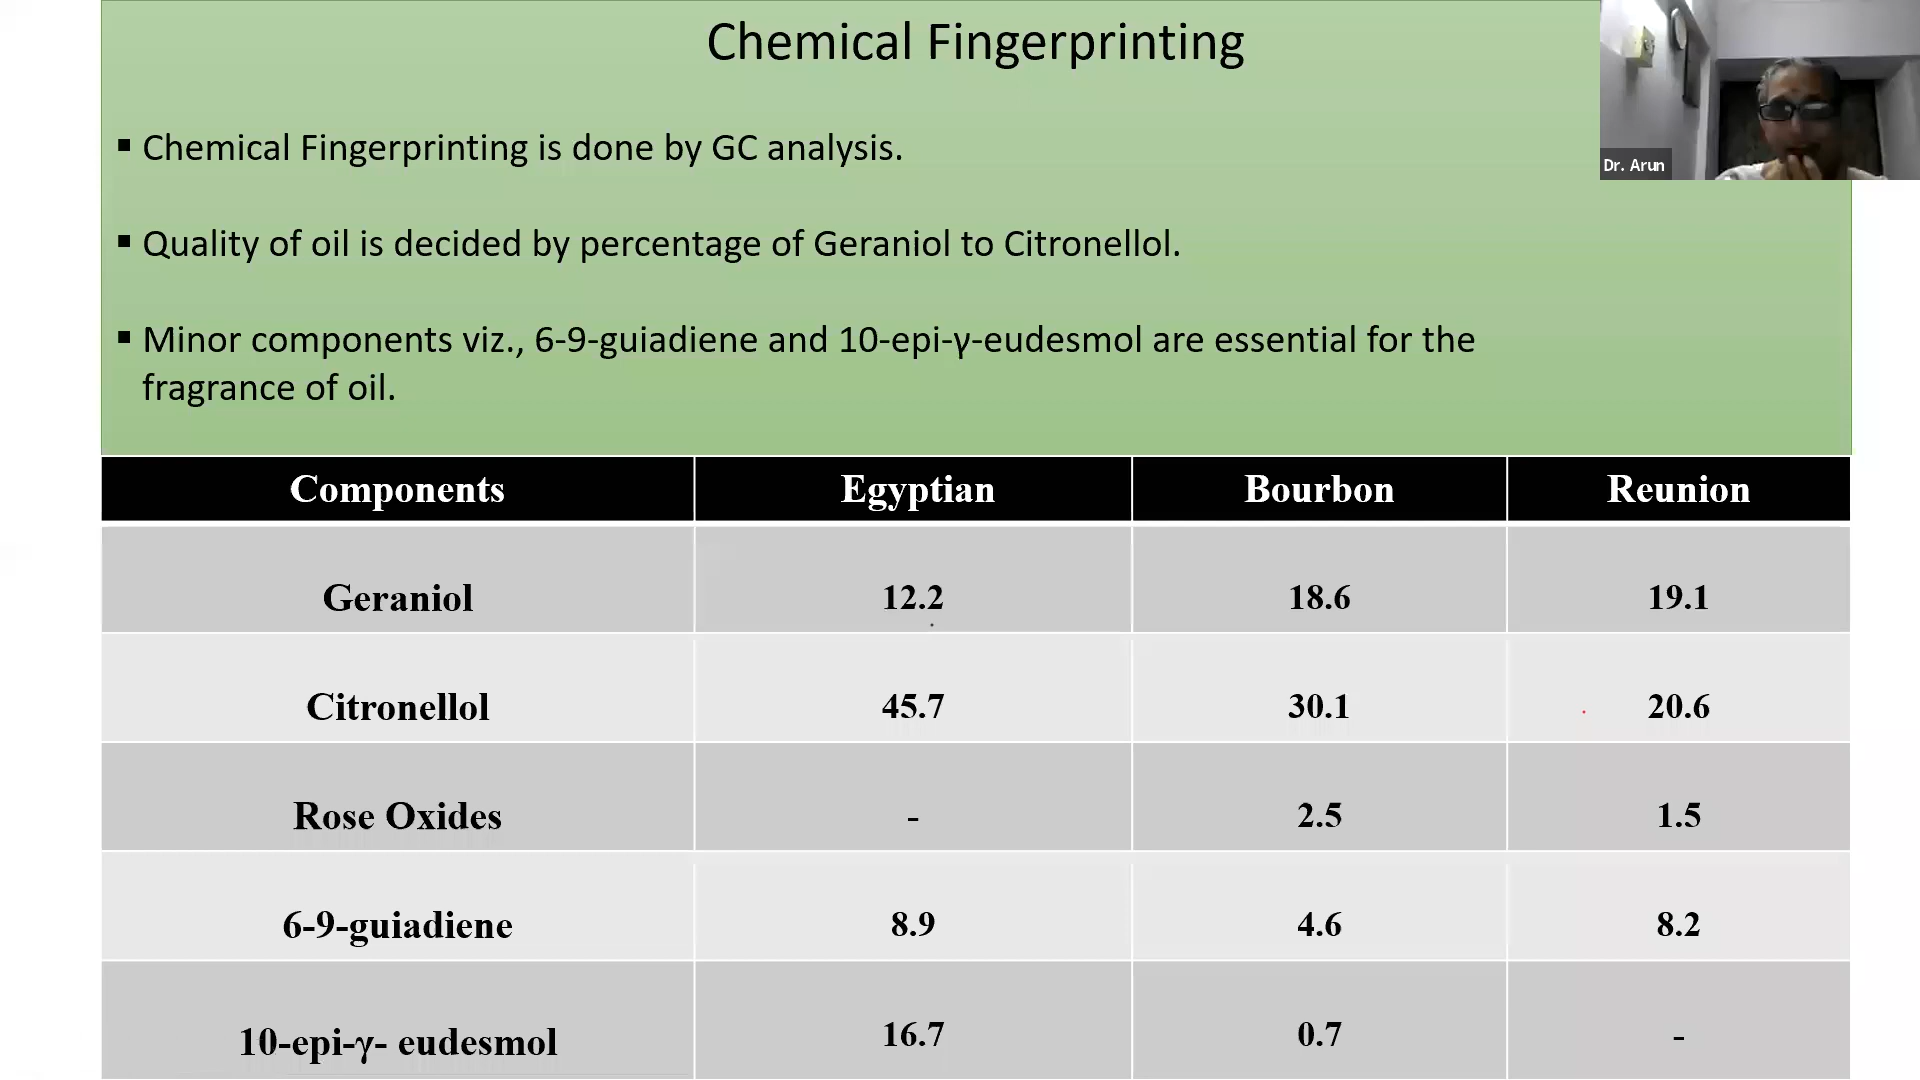 Chemical Fingerprinting
Dr. Arun
▪ Chemical Fingerprinting is done by GC analysis.
▪ Quality of oil is decided by percentage of Geraniol to Citronellol.
▪ Minor components viz., 6-9-guiadiene and 10-epi-γ-eudesmol are essential for the
fragrance of oil.
Components Egyptian Bourbon Reunion
Geraniol 12.2 18.6 19.1
Citronellol 45.7 30.1 20.6
Rose Oxides - 2.5 1.5
6-9-guiadiene 8.9 4.6 8.2
10-epi-γ- eudesmol 16.7 0.7 -